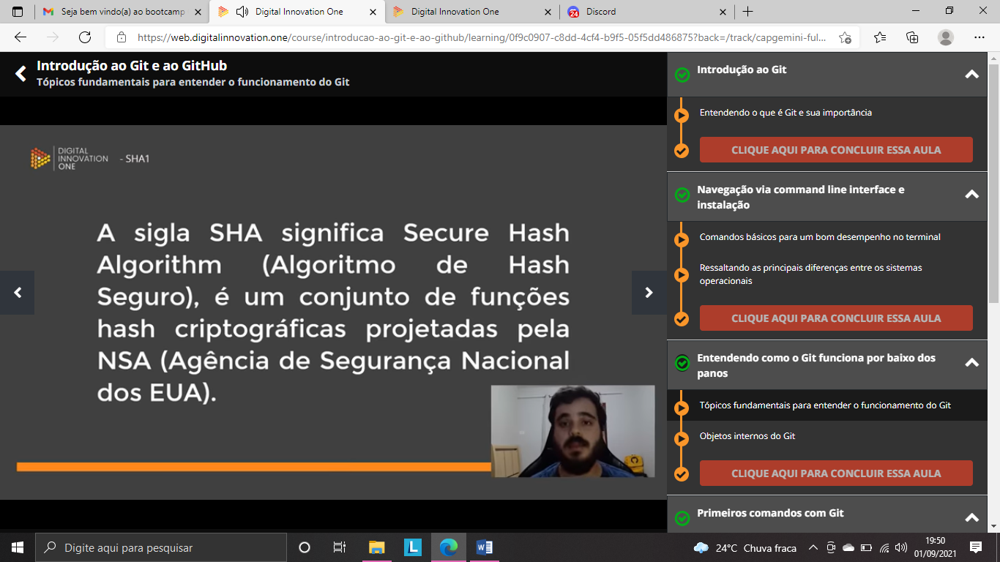 Seja bem vindo(a) ao bootcamp
Digital Innovation One
Digital Innovation One
24
Discord
https://web.digitalinnovation.one/course/introducao-ao-git-e-ao-github/learning/0f9c0907-c8dd-4cf4-b9f5-05f5dd486875?back=/track/capgemini-ful...
Introdução ao Git e ao GitHub
Tópicos fundamentais para entender o funcionamento do Git
DIGITAL
INNOVATION
ONE
- SHA1
A sigla SHA significa Secure Hash
Algorithm (Algoritmo de Hash
Seguro), é um conjunto de funções
hash criptográficas projetadas pela
NSA (Agência de Segurança Nacional
dos EUA).
Introdução ao Git
Entendendo o que é Git e sua importância
CLIQUE AQUI PARA CONCLUIR ESSA AULA
Navegação via command line interface e
instalação
Comandos básicos para um bom desempenho no terminal
Ressaltando as principais diferenças entre os sistemas
operacionais
CLIQUE AQUI PARA CONCLUIR ESSA AULA
Entendendo como o Git funciona por baixo dos
panos
Tópicos fundamentais para entender o funcionamento do Git
Objetos internos do Git
CLIQUE AQUI PARA CONCLUIR ESSA AULA
Primeiros comandos com Git
Digite aqui para pesquisar
L
W
24°C Chuva fraca
19:50
01/09/2021